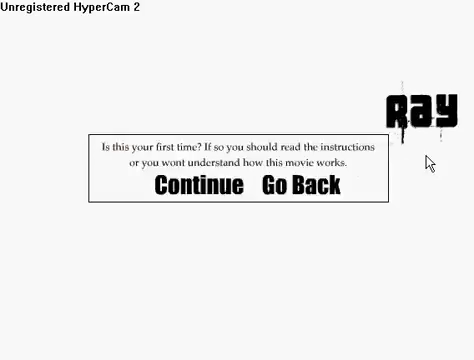 Unregistered HyperCam 2
Ray
Is this your first time? If so you should read the instructions
or you wont understand how this movie works.
Continue Go Back